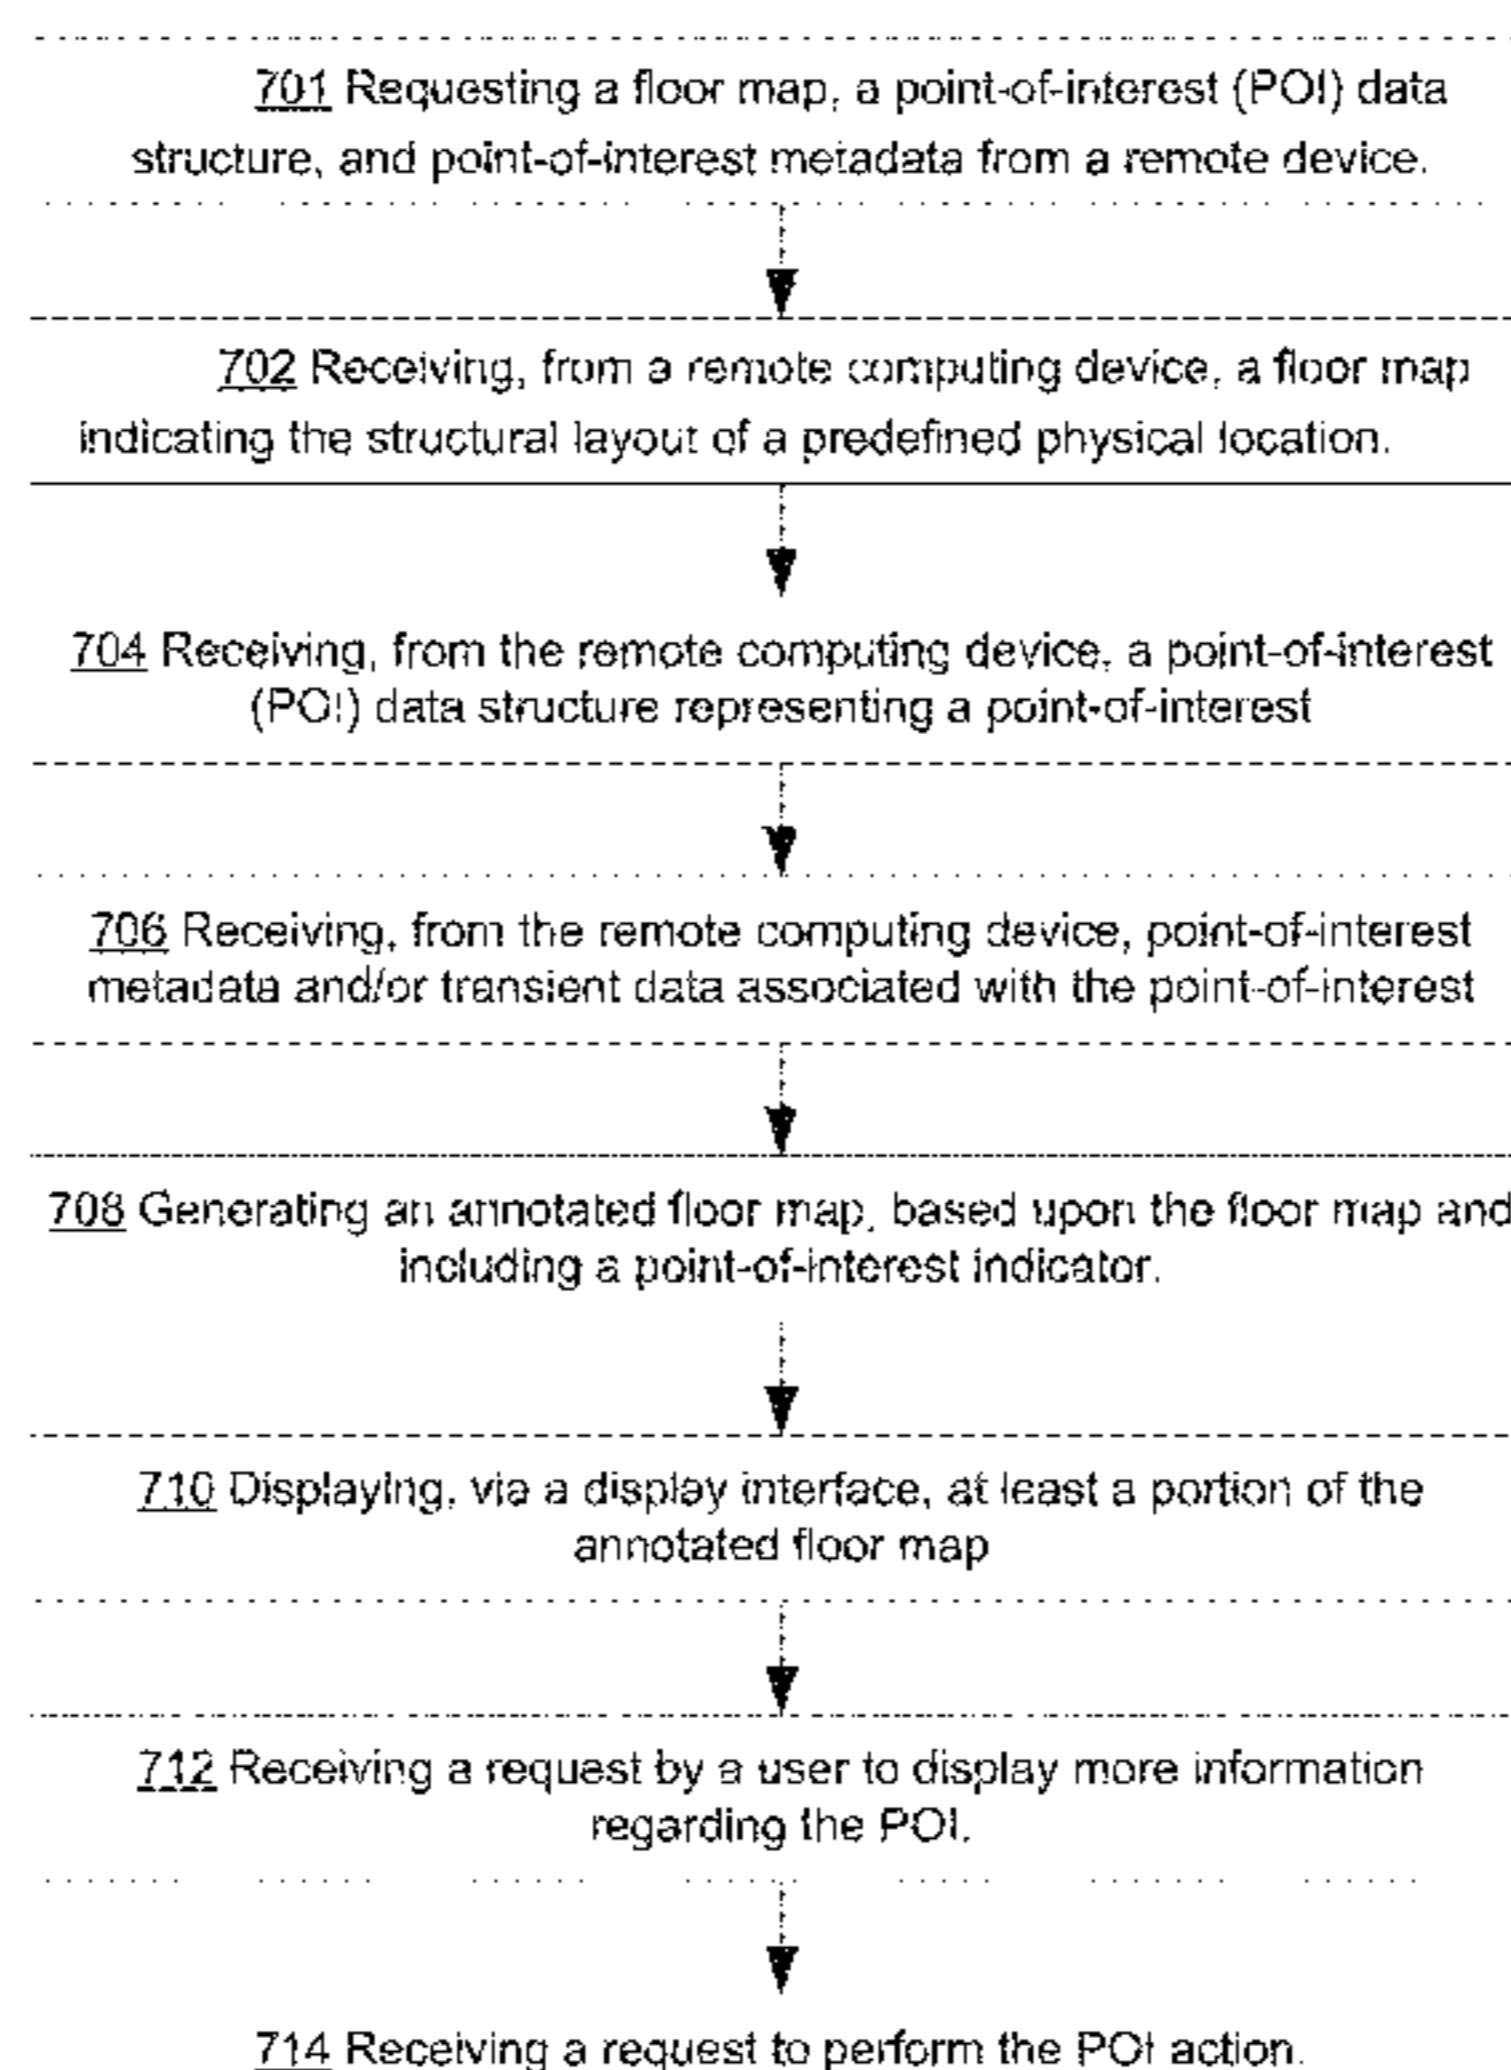 701 Requesting a floor map, a point-of-interest (POI) data
structure, and point-of-interest metadata from a remote device.
702 Receiving, from a remote computing device, a floor map
indicating the structural layout of a predefined physical location.
704 Receiving, from the remote computing device, a point-of-interest
(POI) data structure representing a point-of-interest
706 Receiving, from the remote computing device, point-of-interest
metadata and/or transient data associated with the point-of-interest
708 Generating an annotated floor map, based upon the floor map and
including a point-of-interest indicator.
710 Displaying, via a display interface, at least a portion of the
annotated floor map
712 Receiving a request by a user to display more information
regarding the POI.
714 Receiving a request to perform the POI action.